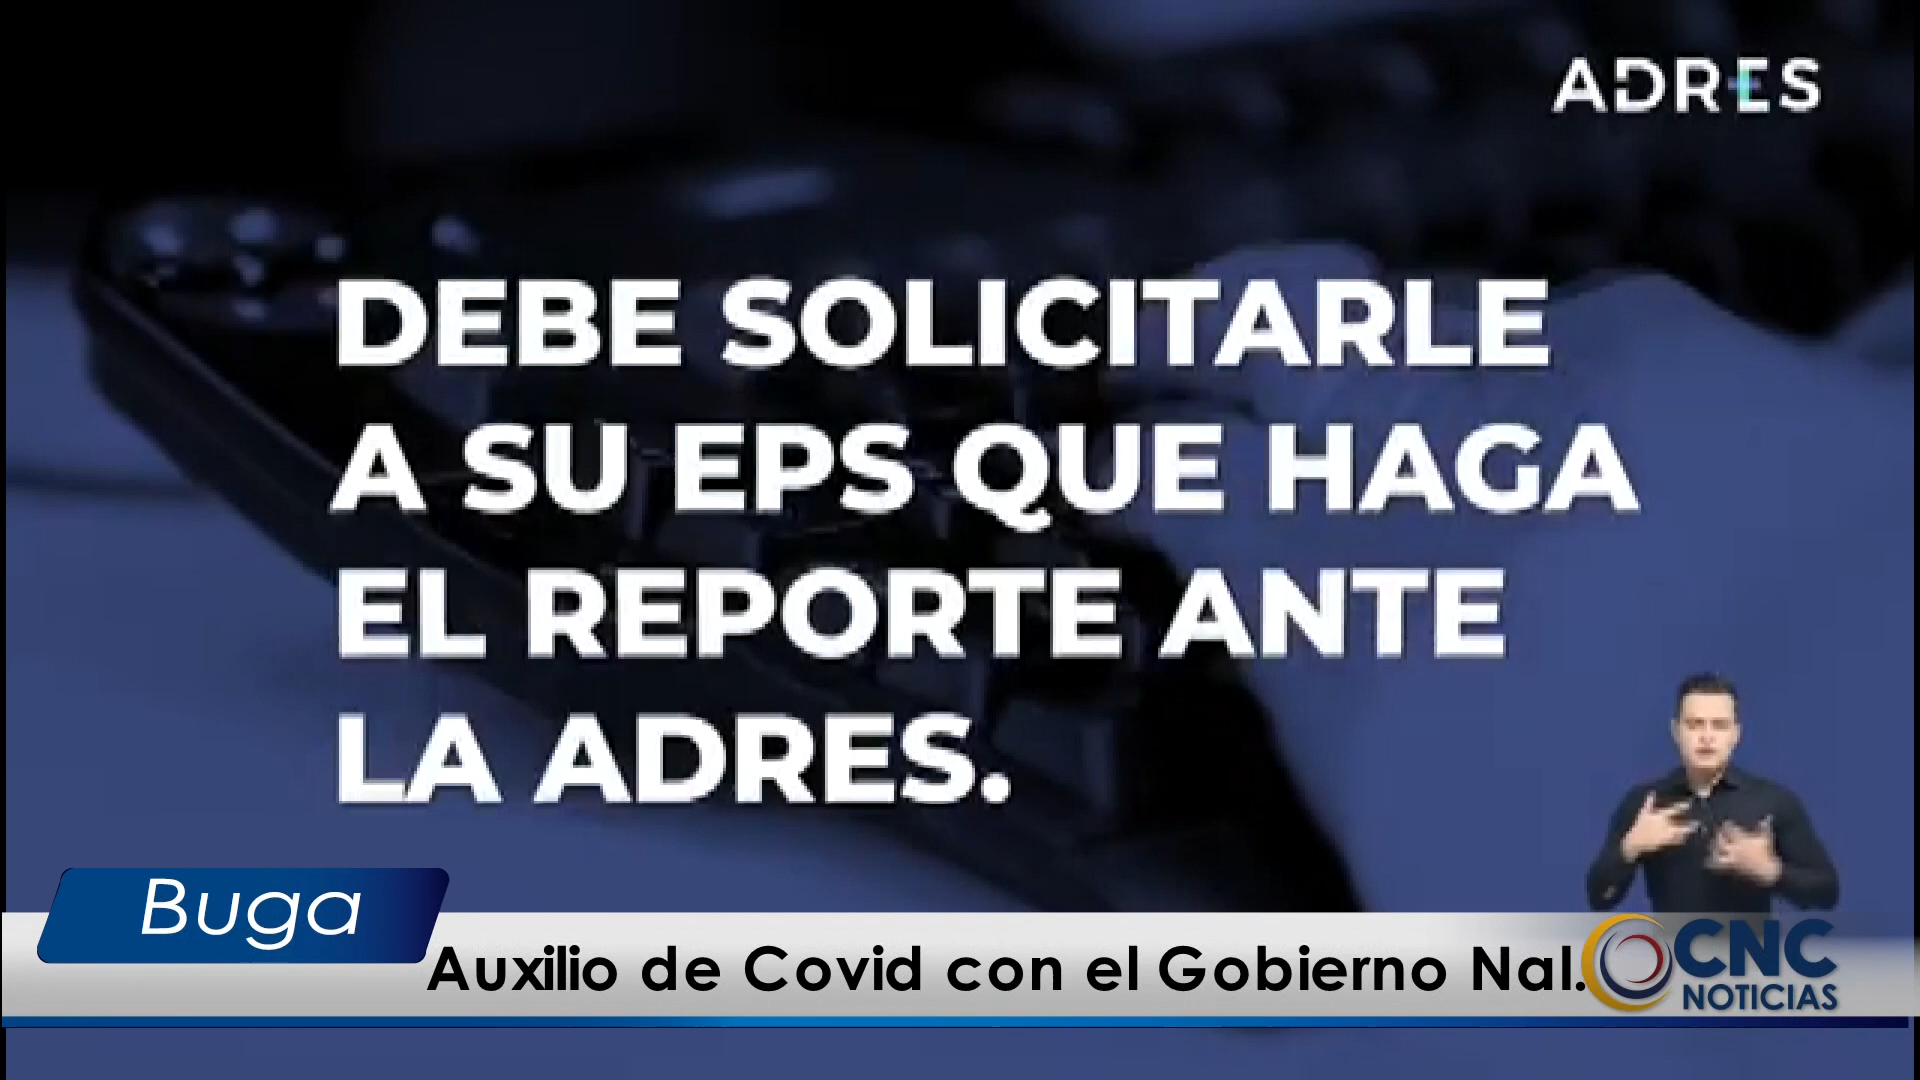 ADRES
DEBE SOLICITARLE
A SU EPS QUE HAGA
EL REPORTE ANTE
LA ADRES.
Buga
Auxilio de Covid con el Gobierno Nal.
CNC
NOTICIAS